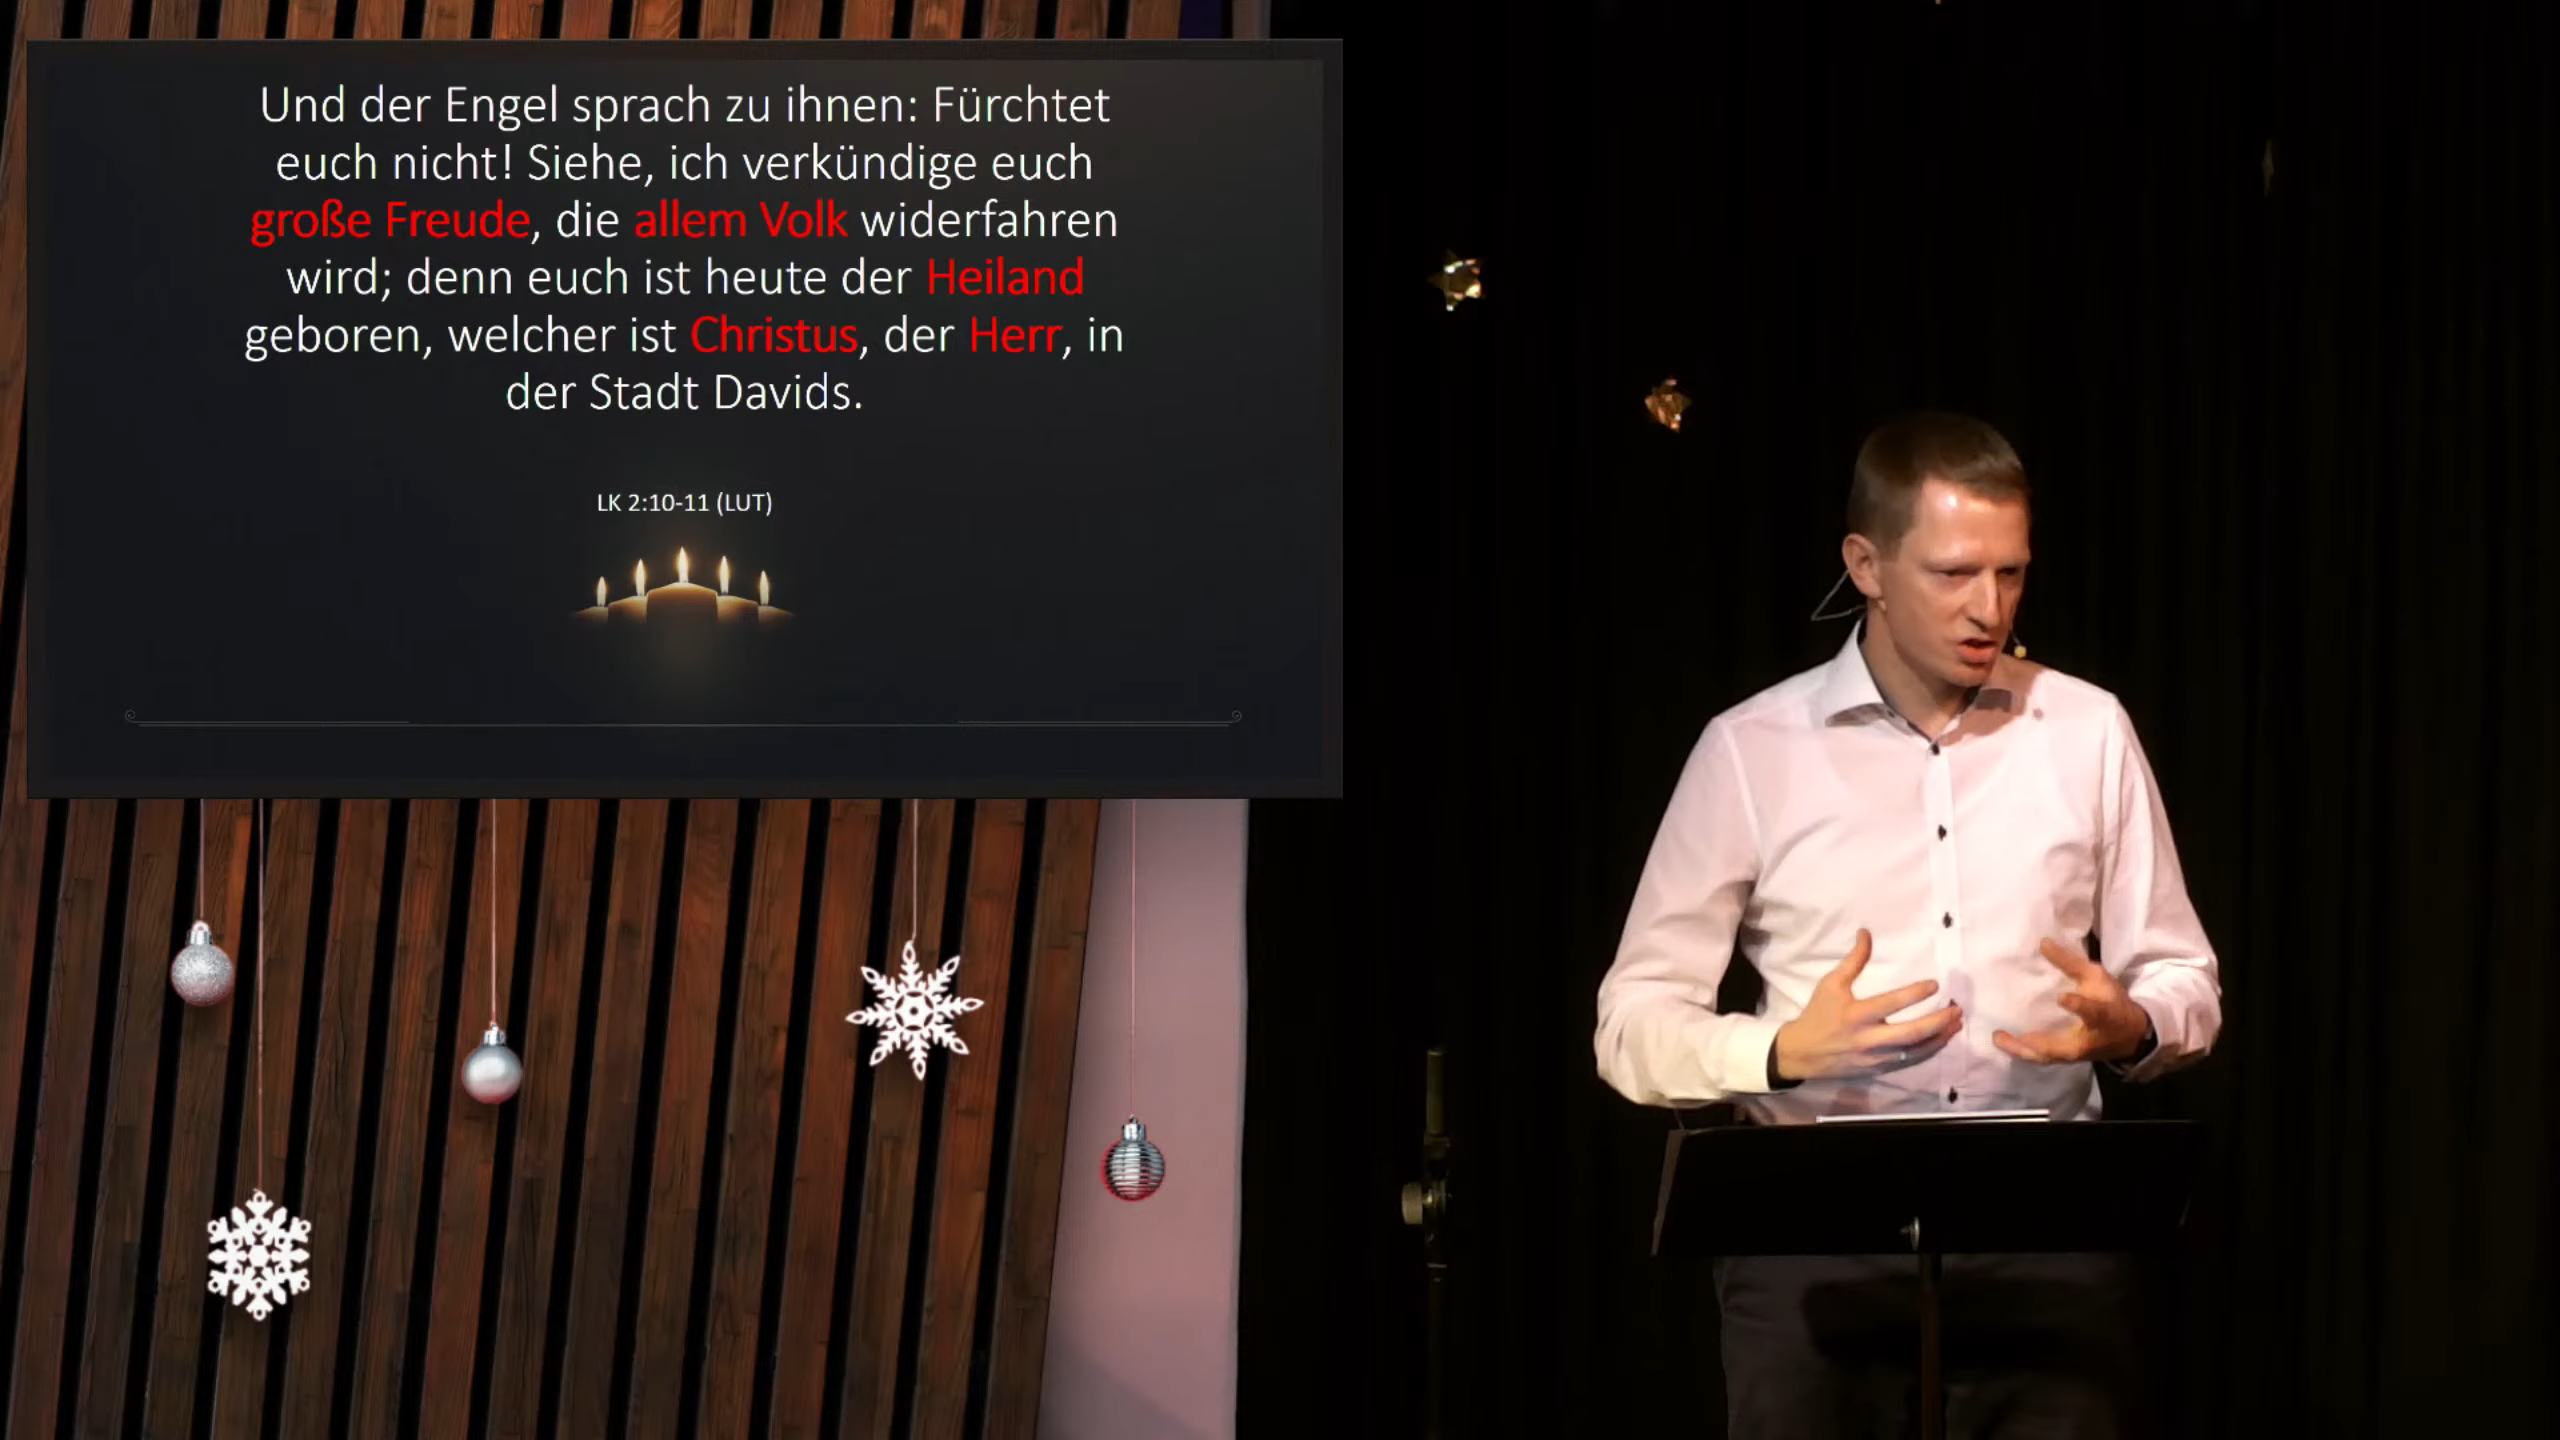 Und der Engel sprach zu ihnen: Fürchtet
euch nicht! Siehe, ich verkündige euch
große Freude, die allem Volk widerfahren
wird; denn euch ist heute der Heiland
geboren, welcher ist Christus, der Herr, in
der Stadt Davids.
LK 2:10-11 (LUT)